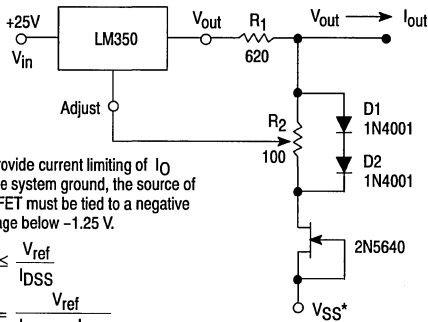 +25V
Vin
LM350
Vout
R1
620
Vout
Iout
Adjust
R2
100
D1
1N4001
D2
1N4001
rovide current limiting of IO
e system ground, the source of
FET must be tied to a negative
age below −1.25 V.
≤ Vref
IDSS
= Vref
2N5640
VSS*